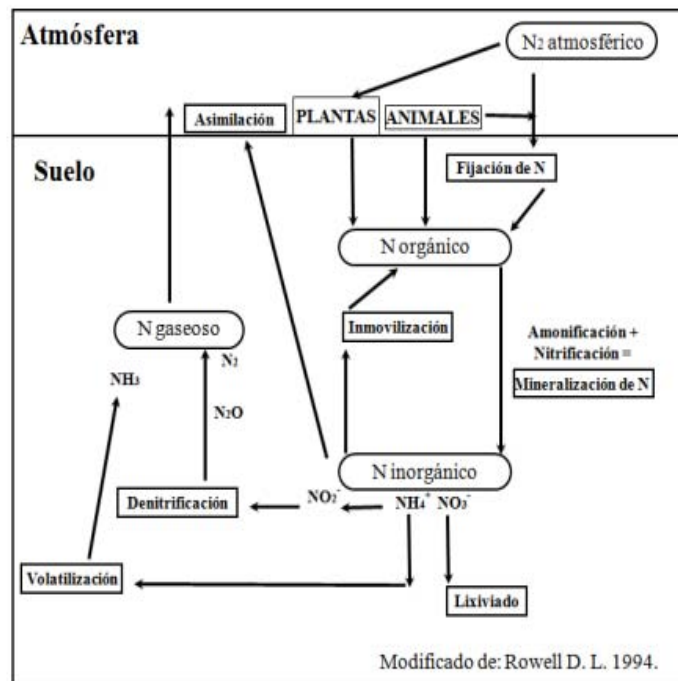 Atmósfera
N2 atmosférico
Asimilación
PLANTAS
ANIMALES
Suelo
Fijación de N
N orgánico
N gaseoso
Inmovilización
Amonificación +
Nitrificación =
Mineralización de N
N2
NH3
N2O
N inorgánico
Denitrificación
NO2-
NH4+ NO3-
Volatilización
Lixiviado
Modificado de: Rowell D. L. 1994.